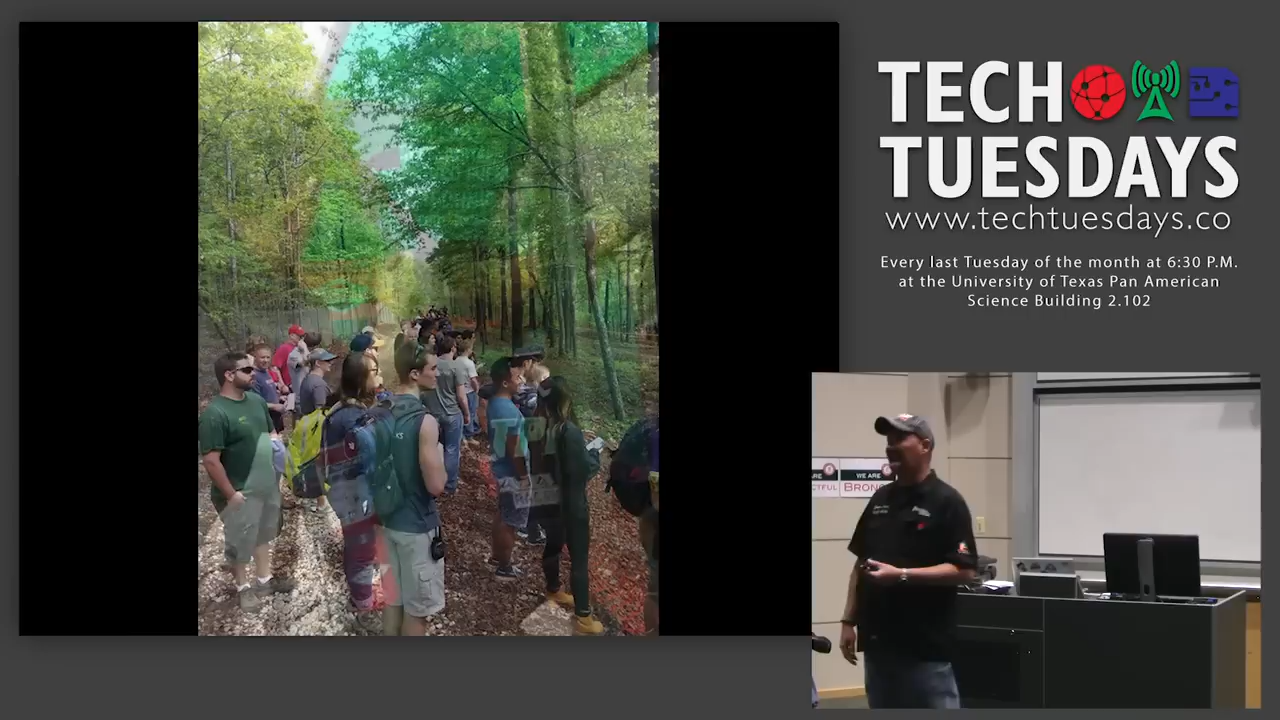 TECH
TUESDAYS
www.techtuesdays.co
Every last Tuesday of the month at 6:30 P.M.
at the University of Texas Pan American
Science Building 2.102
WE ARE